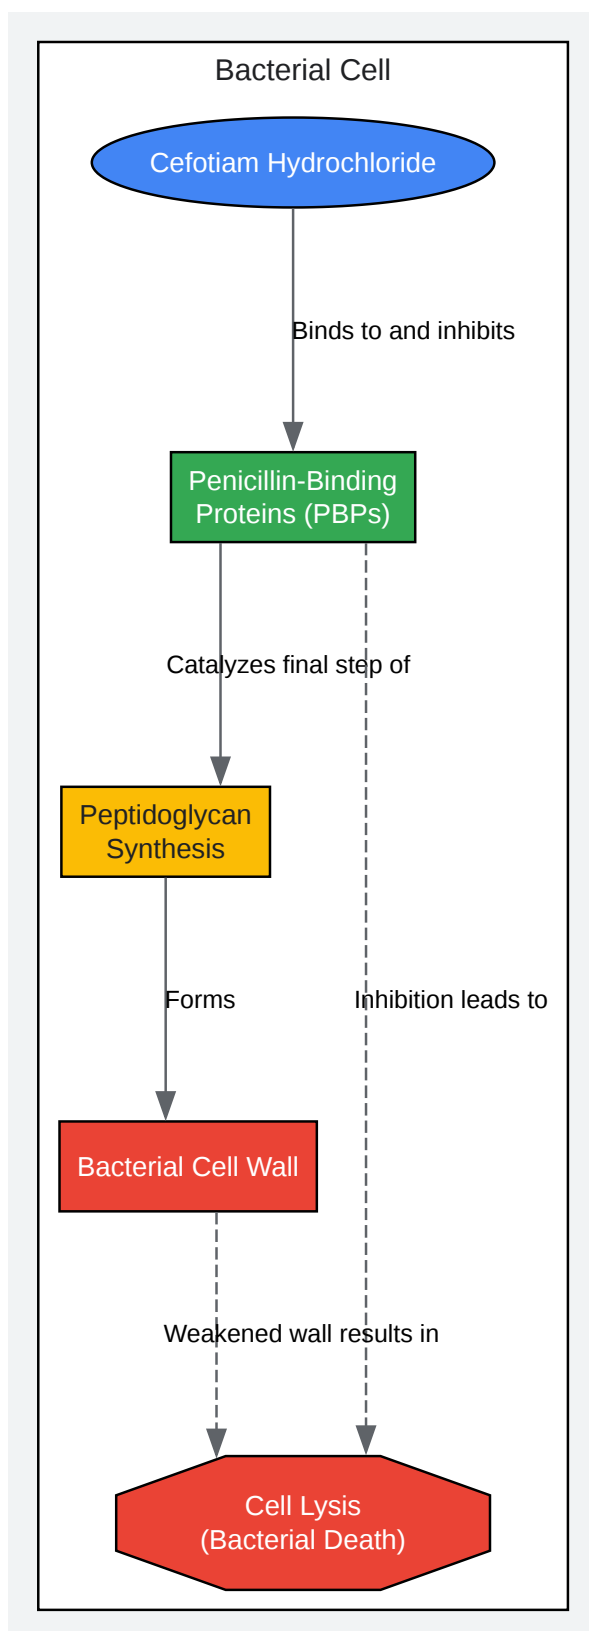 Bacterial Cell
Cefotiam Hydrochloride
Binds to and inhibits
Penicillin-Binding
Proteins (PBPs)
Catalyzes final step of
Peptidoglycan
Synthesis
Forms
Inhibition leads to
Bacterial Cell Wall
Weakened wall results in
Cell Lysis
(Bacterial Death)